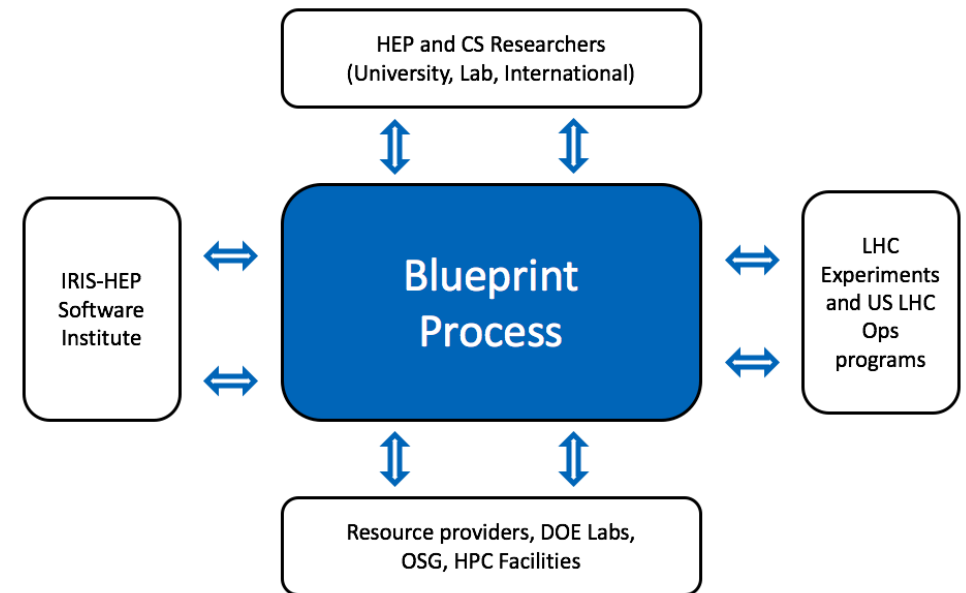 HEP and CS Researchers
(University, Lab, International)
IRIS-HEP
Software
Institute
Blueprint
Process
LHC
Experiments
and US LHC
Ops
programs
Resource providers, DOE Labs,
OSG, HPC Facilities